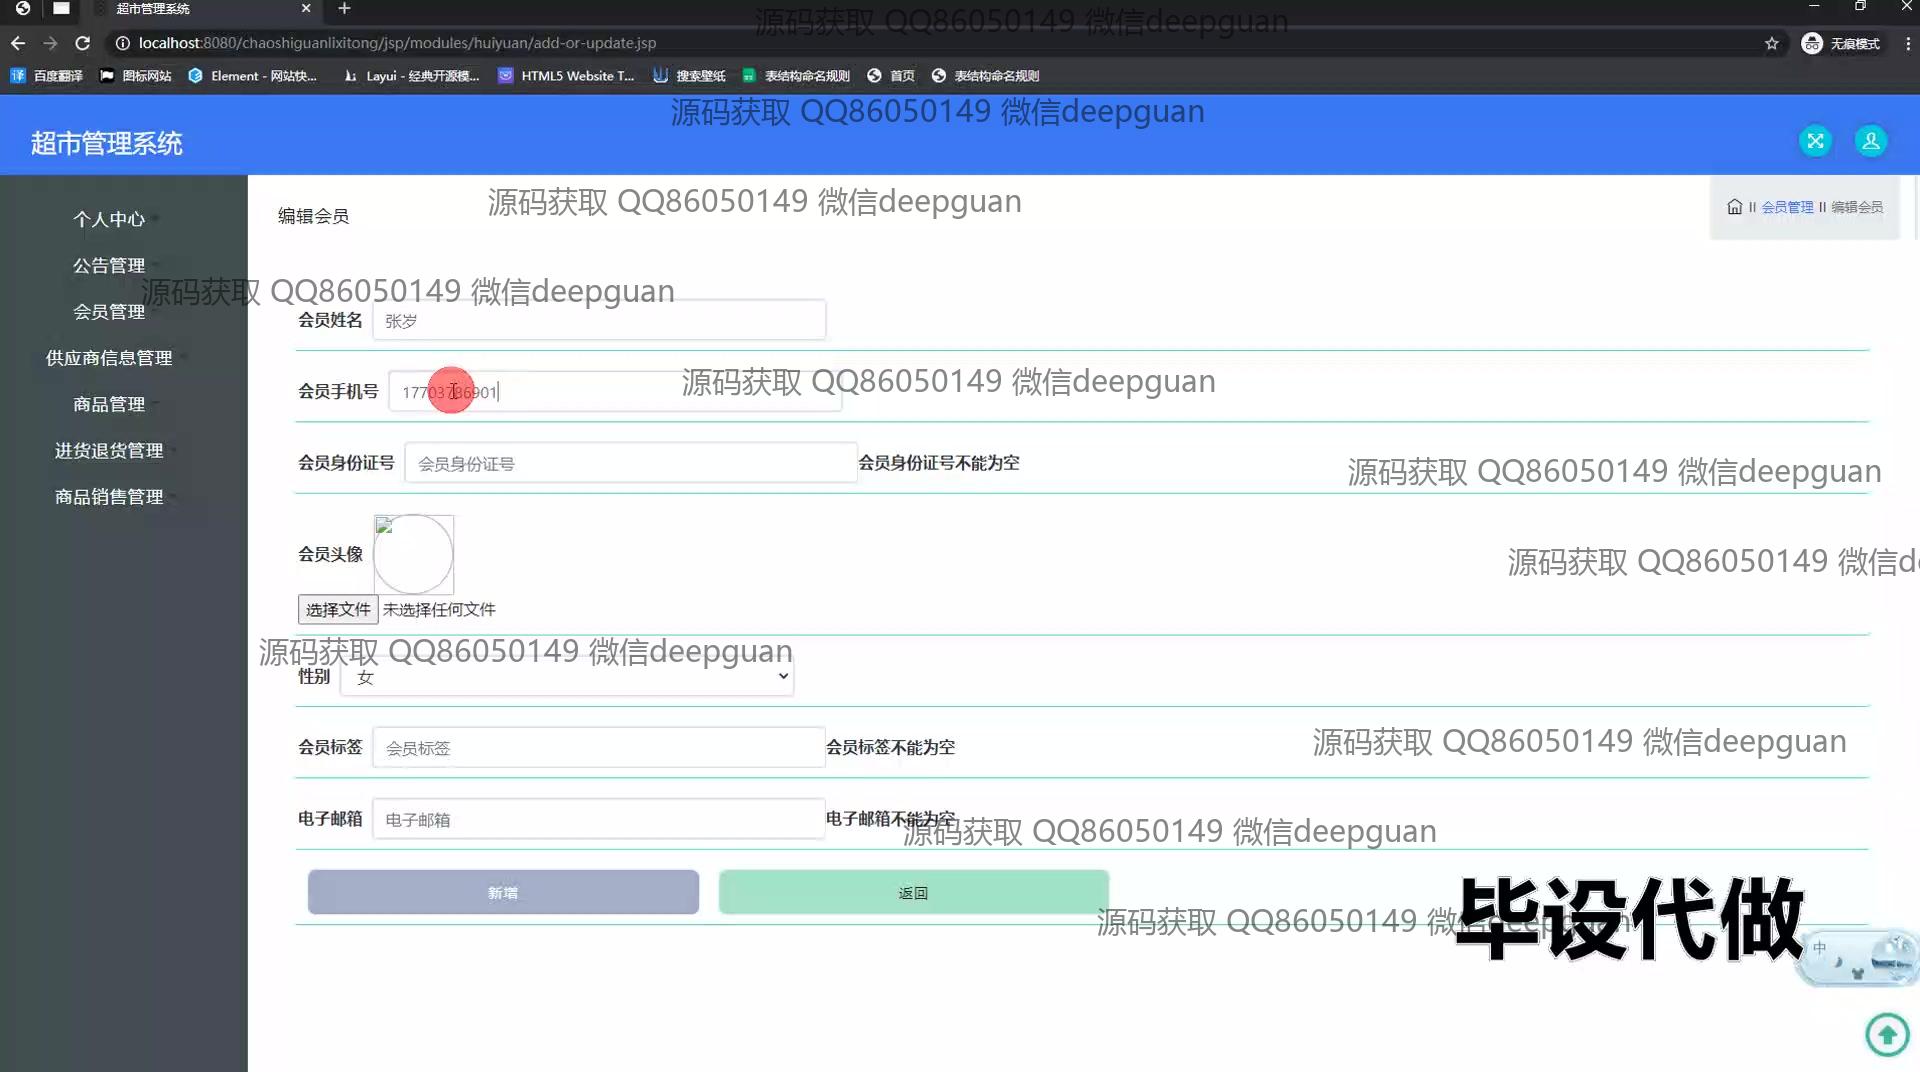 超市管理系统
源码获取 QQ86050149 微信deepguan
localhost:8080/chaoshiguanlixitong/jsp/modules/huiyuan/add-or-update.jsp
无痕模式
百度翻译 图标网站 Element - 网站快... Layui - 经典开源模... HTML5 Website T... 搜索壁纸 表结构命名规则 首页 表结构命名规则
源码获取 QQ86050149 微信deepguan
超市管理系统
个人中心
公告管理
会员管理
供应商信息管理
商品管理
进货退货管理
商品销售管理
编辑会员
源码获取 QQ86050149 微信deepguan
II 会员管理 II 编辑会员
源码获取 QQ86050149 微信deepguan
会员姓名 张岁
会员手机号 17703786901
源码获取 QQ86050149 微信deepguan
会员身份证号 会员身份证号 会员身份证号不能为空
源码获取 QQ86050149 微信deepguan
会员头像
源码获取 QQ86050149 微信de
选择文件 未选择任何文件
源码获取 QQ86050149 微信deepguan
性别 女
会员标签 会员标签 会员标签不能为空
源码获取 QQ86050149 微信deepguan
电子邮箱 电子邮箱 电子邮箱不能为空
源码获取 QQ86050149 微信deepguan
新增 返回
源码获取 QQ86050149 微信deepguan
毕设代做
中